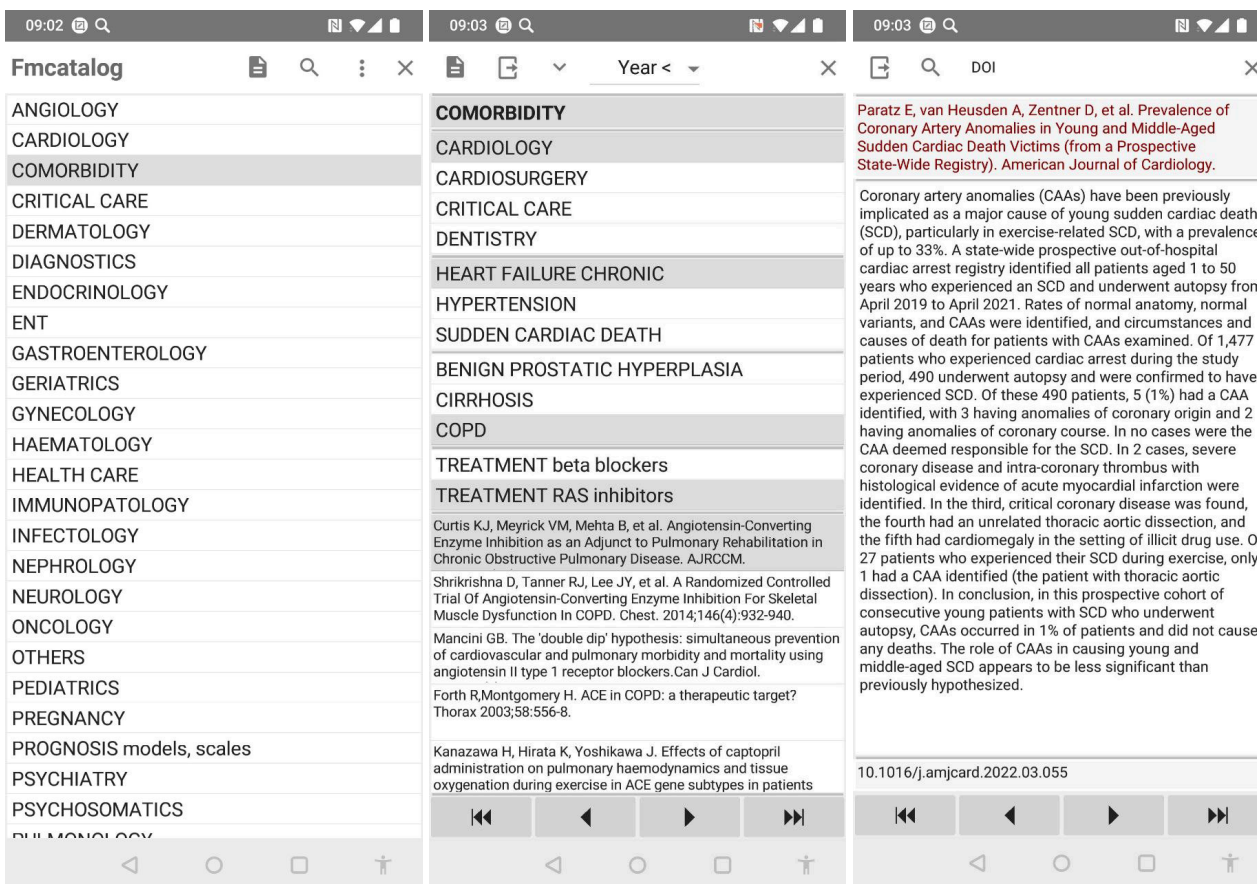 09:02
Fmcatalog
ANGIOLOGY
CARDIOLOGY
COMORBIDITY
CRITICAL CARE
DERMATOLOGY
DIAGNOSTICS
ENDOCRINOLOGY
ENT
GASTROENTEROLOGY
GERIATRICS
GYNECOLOGY
HAEMATOLOGY
HEALTH CARE
IMMUNOPATOLOGY
INFECTOLOGY
NEPHROLOGY
NEUROLOGY
ONCOLOGY
OTHERS
PEDIATRICS
PREGNANCY
PROGNOSIS models, scales
PSYCHIATRY
PSYCHOSOMATICS
PULMONOLOGY
09:03
Year <
COMORBIDITY
CARDIOLOGY
CARDIOSURGERY
CRITICAL CARE
DENTISTRY
HEART FAILURE CHRONIC
HYPERTENSION
SUDDEN CARDIAC DEATH
BENIGN PROSTATIC HYPERPLASIA
CIRRHOSIS
COPD
TREATMENT beta blockers
TREATMENT RAS inhibitors
Curtis KJ, Meyrick VM, Mehta B, et al. Angiotensin-Converting
Enzyme Inhibition as an Adjunct to Pulmonary Rehabilitation in
Chronic Obstructive Pulmonary Disease. AJRCCM.
Shrikrishna D, Tanner RJ, Lee JY, et al. A Randomized Controlled
Trial Of Angiotensin-Converting Enzyme Inhibition For Skeletal
Muscle Dysfunction In COPD. Chest. 2014;146(4):932-940.
Mancini GB. The 'double dip' hypothesis: simultaneous prevention
of cardiovascular and pulmonary morbidity and mortality using
angiotensin II type 1 receptor blockers.Can J Cardiol.
Forth R,Montgomery H. ACE in COPD: a therapeutic target?
Thorax 2003;58:556-8.
Kanazawa H, Hirata K, Yoshikawa J. Effects of captopril
administration on pulmonary haemodynamics and tissue
oxygenation during exercise in ACE gene subtypes in patients
09:03
DOI
Paratz E, van Heusden A, Zentner D, et al. Prevalence of
Coronary Artery Anomalies in Young and Middle-Aged
Sudden Cardiac Death Victims (from a Prospective
State-Wide Registry). American Journal of Cardiology.
Coronary artery anomalies (CAAs) have been previously
implicated as a major cause of young sudden cardiac death
(SCD), particularly in exercise-related SCD, with a prevalence
of up to 33%. A state-wide prospective out-of-hospital
cardiac arrest registry identified all patients aged 1 to 50
years who experienced an SCD and underwent autopsy from
April 2019 to April 2021. Rates of normal anatomy, normal
variants, and CAAs were identified, and circumstances and
causes of death for patients with CAAs examined. Of 1,477
patients who experienced cardiac arrest during the study
period, 490 underwent autopsy and were confirmed to have
experienced SCD. Of these 490 patients, 5 (1%) had a CAA
identified, with 3 having anomalies of coronary origin and 2
having anomalies of coronary course. In no cases were the
CAA deemed responsible for the SCD. In 2 cases, severe
coronary disease and intra-coronary thrombus with
histological evidence of acute myocardial infarction were
identified. In the third, critical coronary disease was found,
the fourth had an unrelated thoracic aortic dissection, and
the fifth had cardiomegaly in the setting of illicit drug use. O
27 patients who experienced their SCD during exercise, only
1 had a CAA identified (the patient with thoracic aortic
dissection). In conclusion, in this prospective cohort of
consecutive young patients with SCD who underwent
autopsy, CAAs occurred in 1% of patients and did not cause
any deaths. The role of CAAs in causing young and
middle-aged SCD appears to be less significant than
previously hypothesized.
10.1016/j.amjcard.2022.03.055